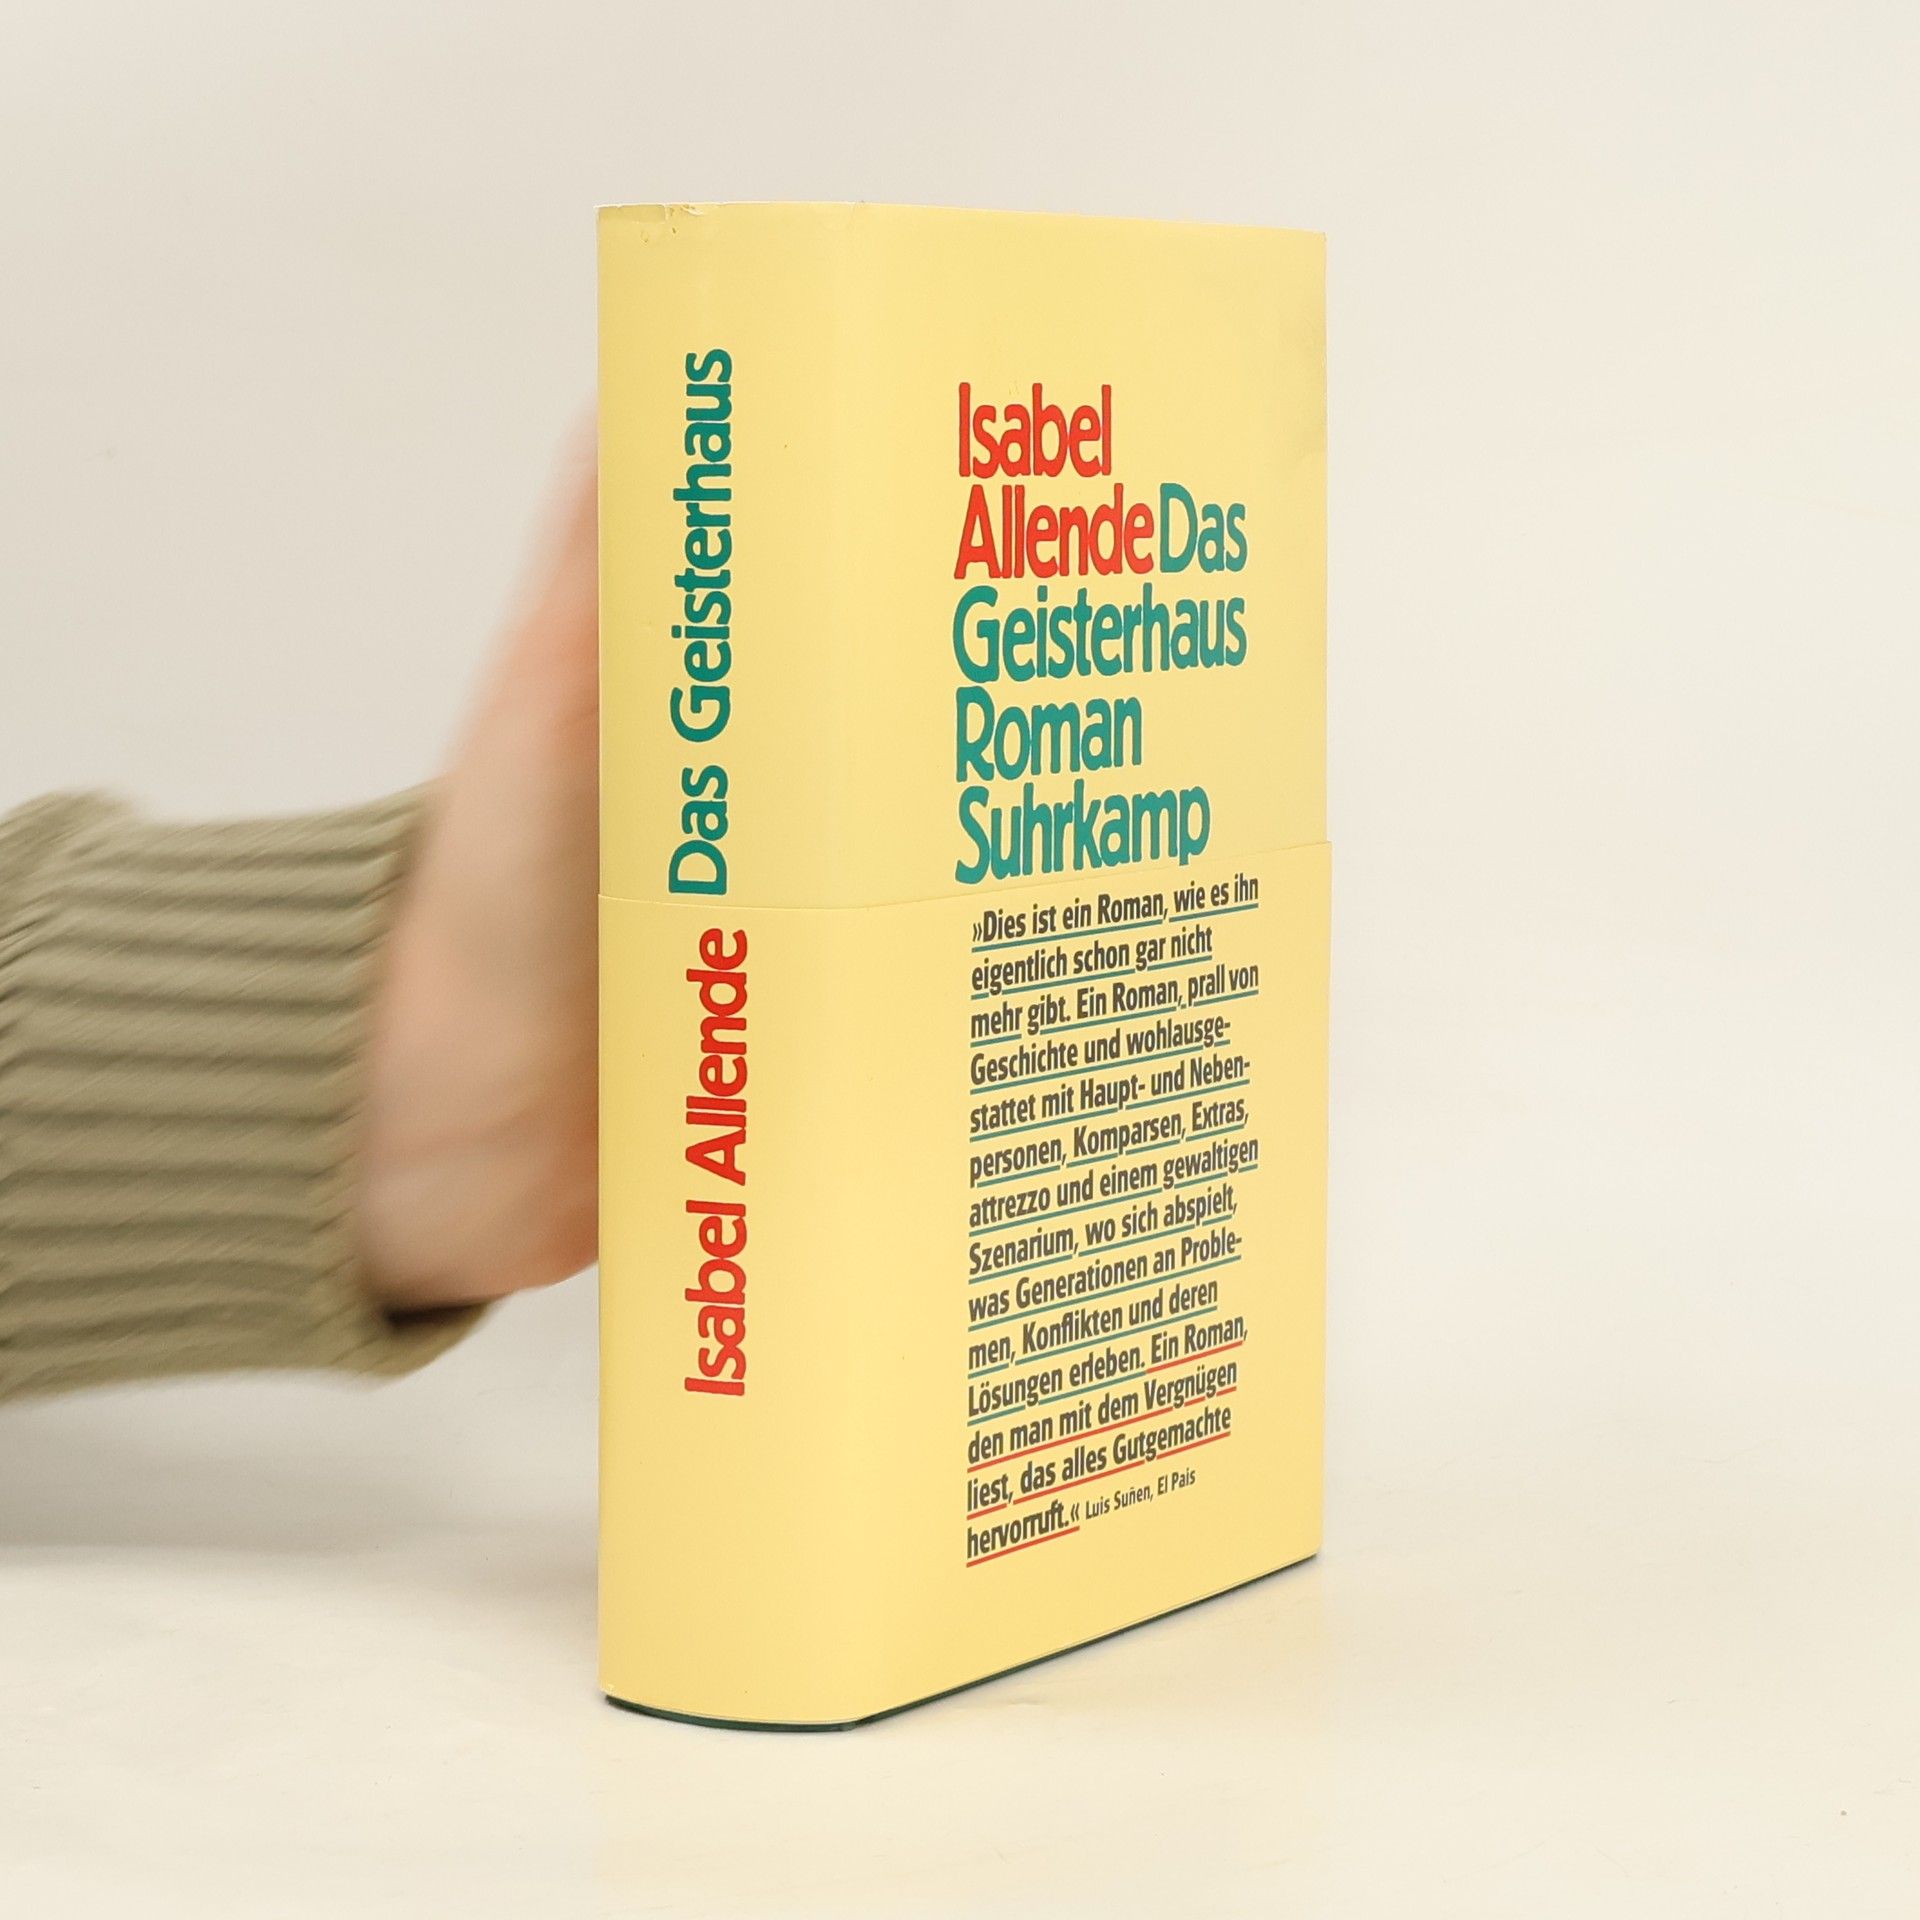 Isabel Allende Das Geisterhaus
Isabel
Allende Das
Geisterhaus
Roman
Suhrkamp
»Dies ist ein Roman, wie es ihn
eigentlich schon gar nicht
mehr gibt. Ein Roman, prall von
Geschichte und wohlausge-
stattet mit Haupt- und Neben-
personen, Komparsen, Extras,
attrezzo und einem gewaltigen
Szenarium, wo sich abspielt,
was Generationen an Proble-
men, Konflikten und deren
Lösungen erleben. Ein Roman,
den man mit dem Vergnügen
liest, das alles Gutgemachte
hervorruft.« Luis Suñen, El País